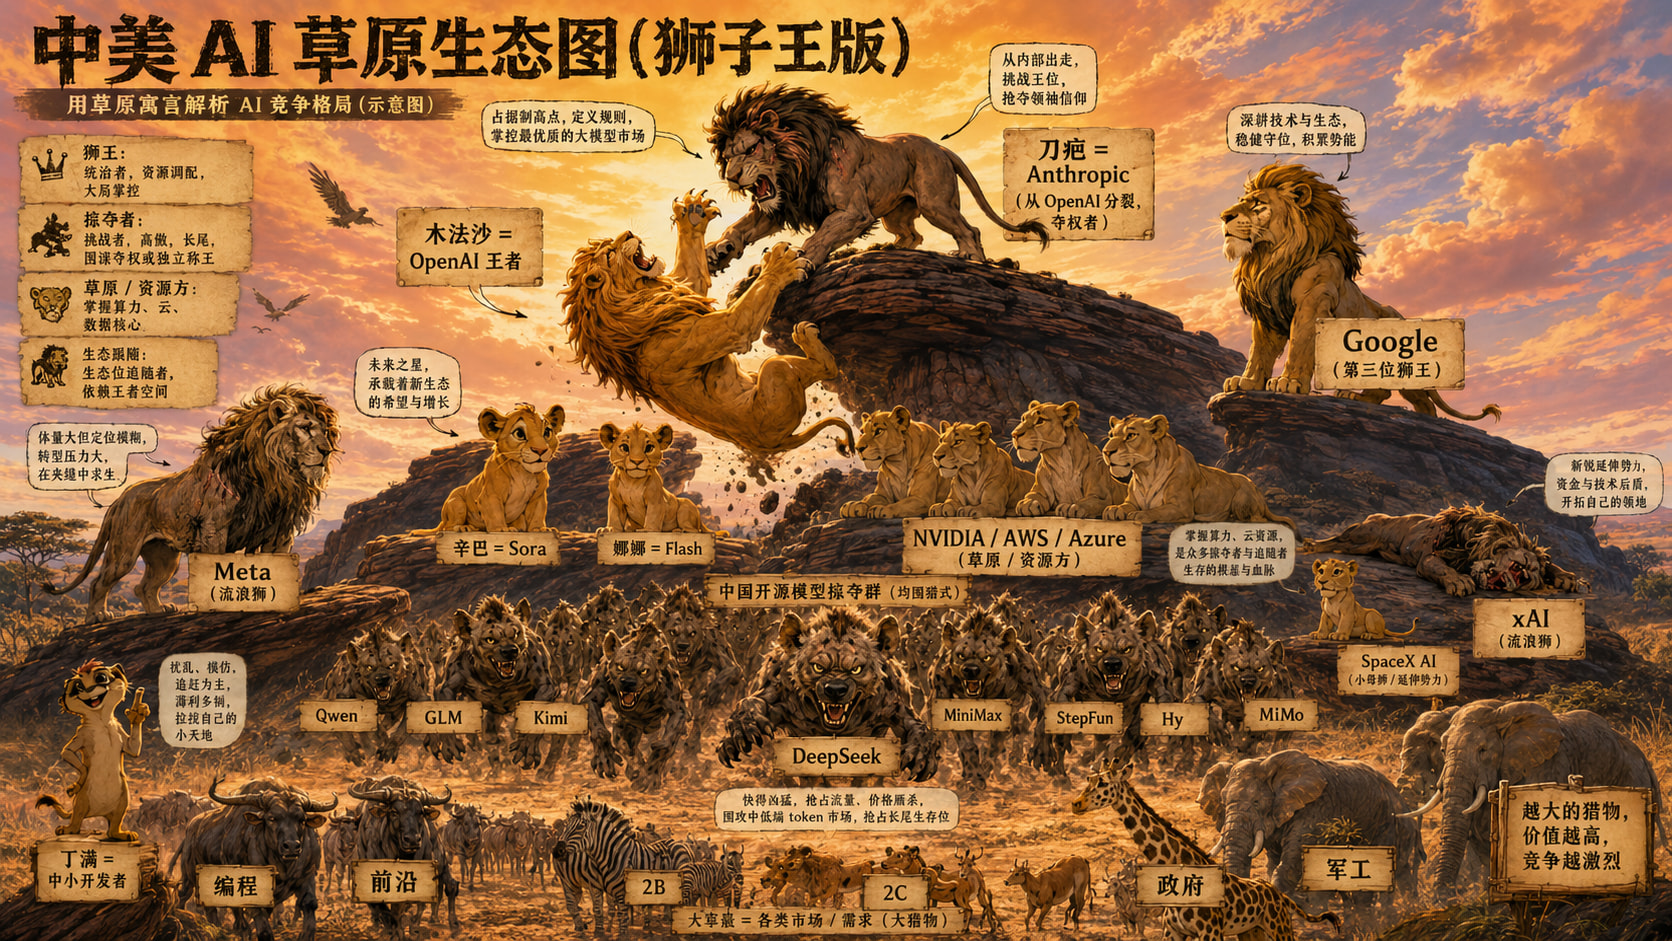 中美 AI 草原生态图(狮子王版)
用草原寓言解析 AI 竞争格局(示意图)
狮王:
统治者,资源调配,
大局掌控
掠夺者:
挑战者,高傲,长尾,
图谋夺权或独立称王
草原 / 资源方:
掌握算力、云、
数据核心
生态跟随:
生态位追随者,
依赖王者空间
占据制高点,定义规则,
掌控最优质的大模型市场
从内部出走,
挑战王位,
抢夺领袖信仰
刀疤 =
Anthropic
(从 OpenAI 分裂,
夺权者)
深耕技术与生态,
稳健守位,积累势能
木法沙 =
OpenAI 王者
Google
(第三位狮王)
未来之星,
承载着新生态
的希望与增长
体量大但定位模糊,
转型压力大,
在夹缝中求生
辛巴 = Sora
娜娜 = Flash
NVIDIA / AWS / Azure
(草原 / 资源方)
掌握算力、云资源,
是众多掠夺者与追随者
生存的根基与血脉
新锐延伸势力,
资金与技术后盾,
开拓自己的领地
Meta
(流浪狮)
中国开源模型掠夺群(均围猎式)
xAI
(流浪狮)
SpaceX AI
(小母狮 / 延伸势力)
扰乱、模仿,
追赶为主,
拉找自己的
小天地
Qwen
GLM
Kimi
DeepSeek
MiniMax
StepFun
Hy
MiMo
快得凶猛,抢占流量、价格
围攻中低端 token 市场,抢占长尾生存位
丁满 =
中小开发者
编程
前沿
2B
2C
政府
军工
越大的猎物,
价值越高,
竞争越激烈
= 各类市场 / 需求(大猎物)